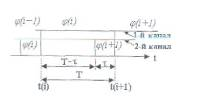 φ(i−1) φ(i) φ(i+1)
1-й канал
φ(i) φ(i+1) 2-й канал
T-τ τ t
T
t(i) t(i+1)